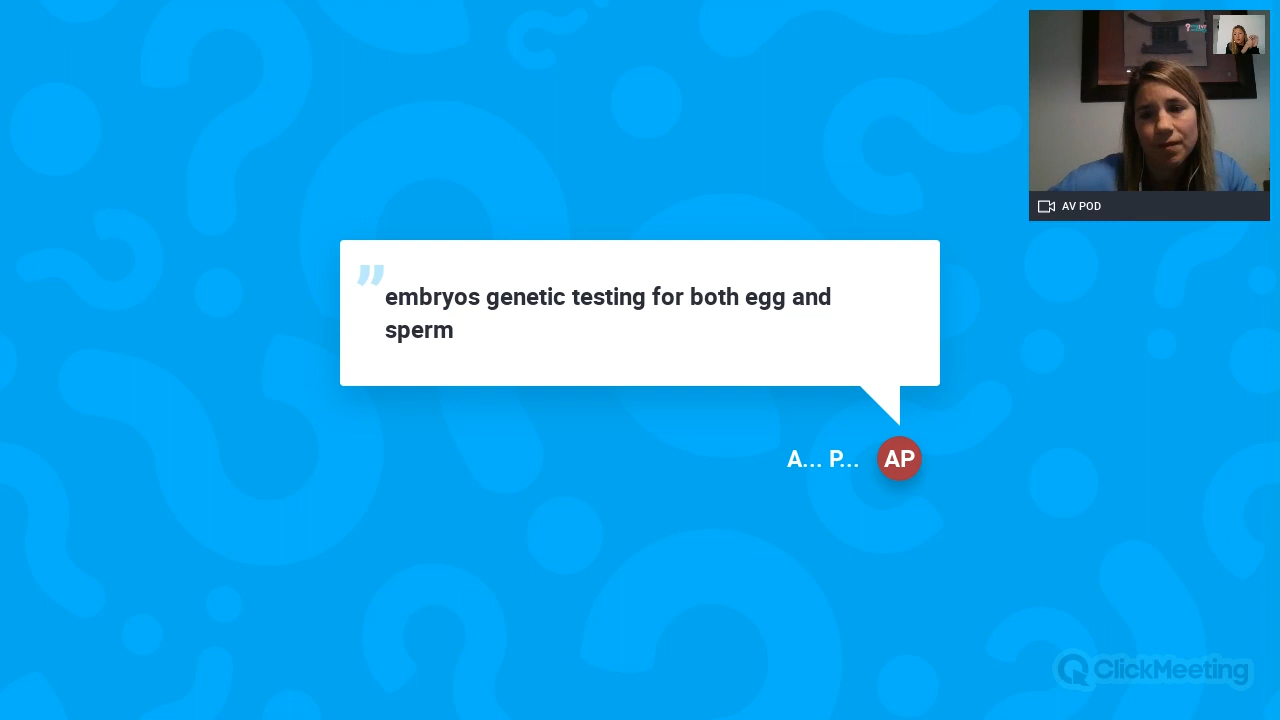 AV POD
”
embryos genetic testing for both egg and
sperm
A... P...
AP
ClickMeeting